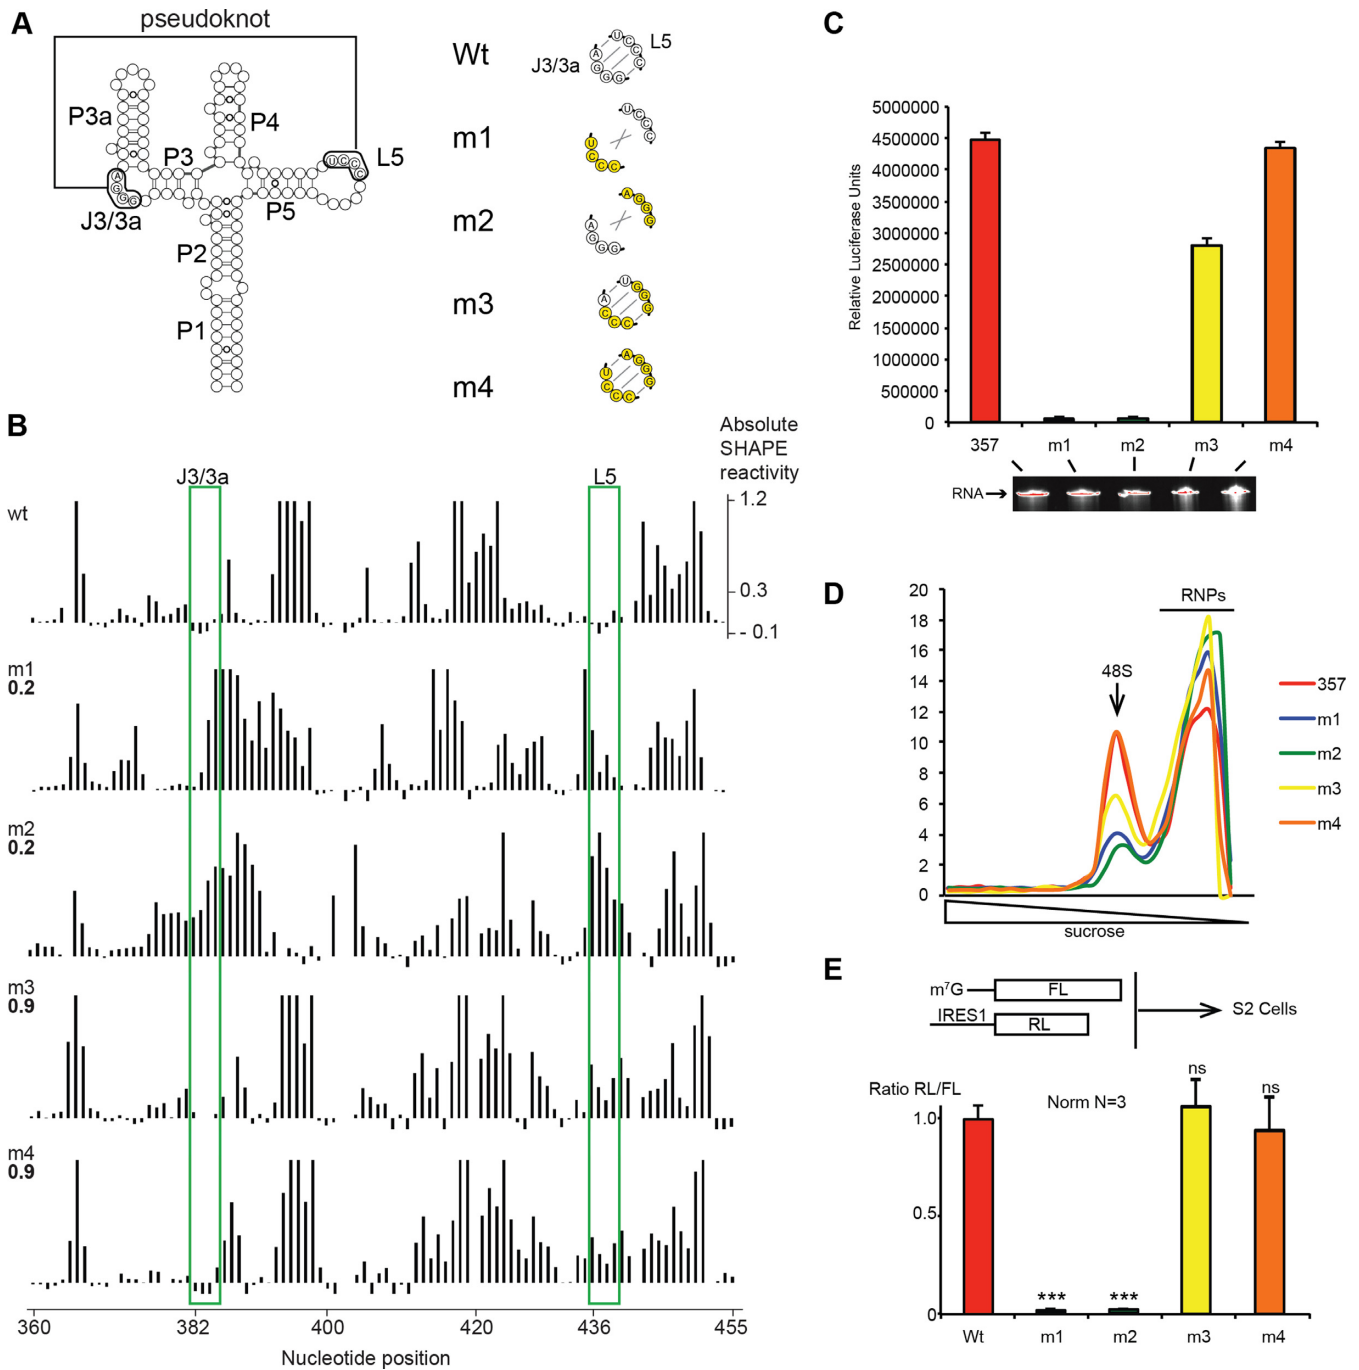 A
pseudoknot
P3a
P4
P3
L5
U C C C
A G G G
J3/3a
P5
P2
P1
Wt
J3/3a
L5
A G G G
U C C C
m1
U C C C
U C C C
m2
A G G G
A G G G
m3
U G G G
A C C C
m4
A G G G
U C C C
B
Absolute
SHAPE
reactivity
J3/3a
L5
wt
1.2
0.3
- 0.1
m1
0.2
m2
0.2
m3
0.9
m4
0.9
360 382 400 420 436 455
Nucleotide position
C
Relative Luciferase Units
5000000
4500000
4000000
3500000
3000000
2500000
2000000
1500000
1000000
500000
0
357 m1 m2 m3 m4
RNA
D
20
18
16
14
12
10
8
6
4
2
0
RNPs
48S
357
m1
m2
m3
m4
sucrose
E
m⁷G FL
IRES1 RL
S2 Cells
Ratio RL/FL
Norm N=3
1.0
0.5
0
*** *** ns ns
Wt m1 m2 m3 m4